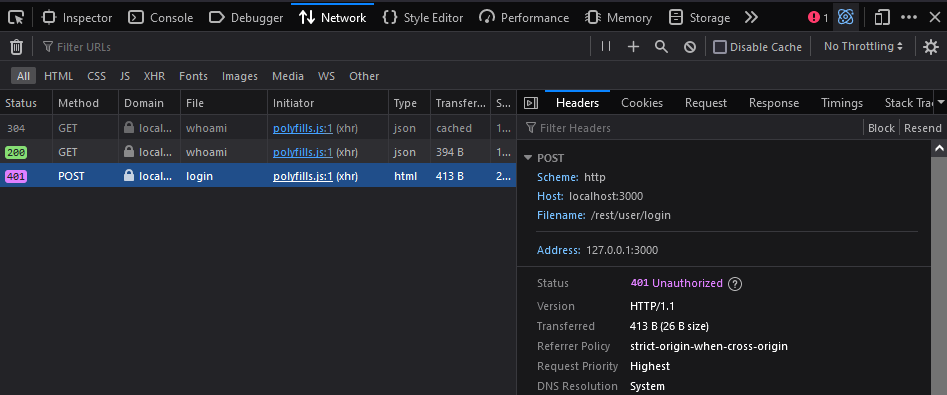 Inspector Console Debugger Network Style Editor Performance Memory Storage 1
Filter URLs Disable Cache No Throttling
All HTML CSS JS XHR Fonts Images Media WS Other
Status Method Domain File Initiator Type Transfer... S...
304 GET local... whoami polyfills.js:1 (xhr) json cached 1...
200 GET local... whoami polyfills.js:1 (xhr) json 394 B 1...
401 POST local... login polyfills.js:1 (xhr) html 413 B 2...
Headers Cookies Request Response Timings Stack Tra
Filter Headers Block Resend
POST
Scheme: http
Host: localhost:3000
Filename: /rest/user/login
Address: 127.0.0.1:3000
Status 401 Unauthorized ?
Version HTTP/1.1
Transferred 413 B (26 B size)
Referrer Policy strict-origin-when-cross-origin
Request Priority Highest
DNS Resolution System